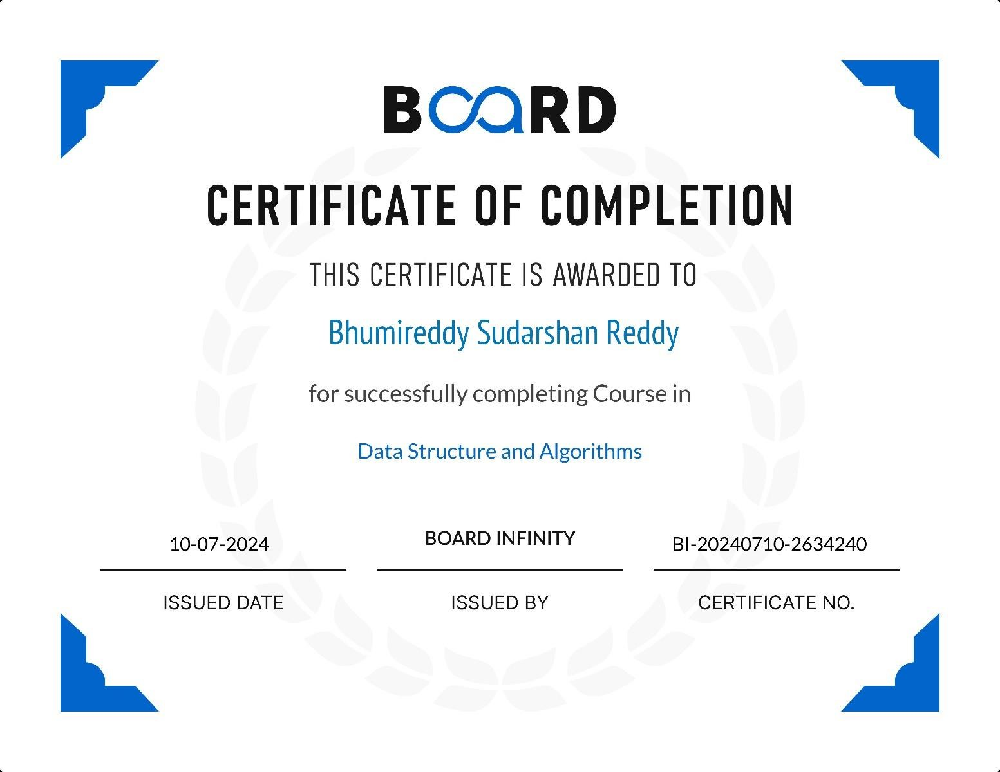 BOARD
CERTIFICATE OF COMPLETION
THIS CERTIFICATE IS AWARDED TO
Bhumireddy Sudarshan Reddy
for successfully completing Course in
Data Structure and Algorithms
10-07-2024
BOARD INFINITY
BI-20240710-2634240
ISSUED DATE
ISSUED BY
CERTIFICATE NO.